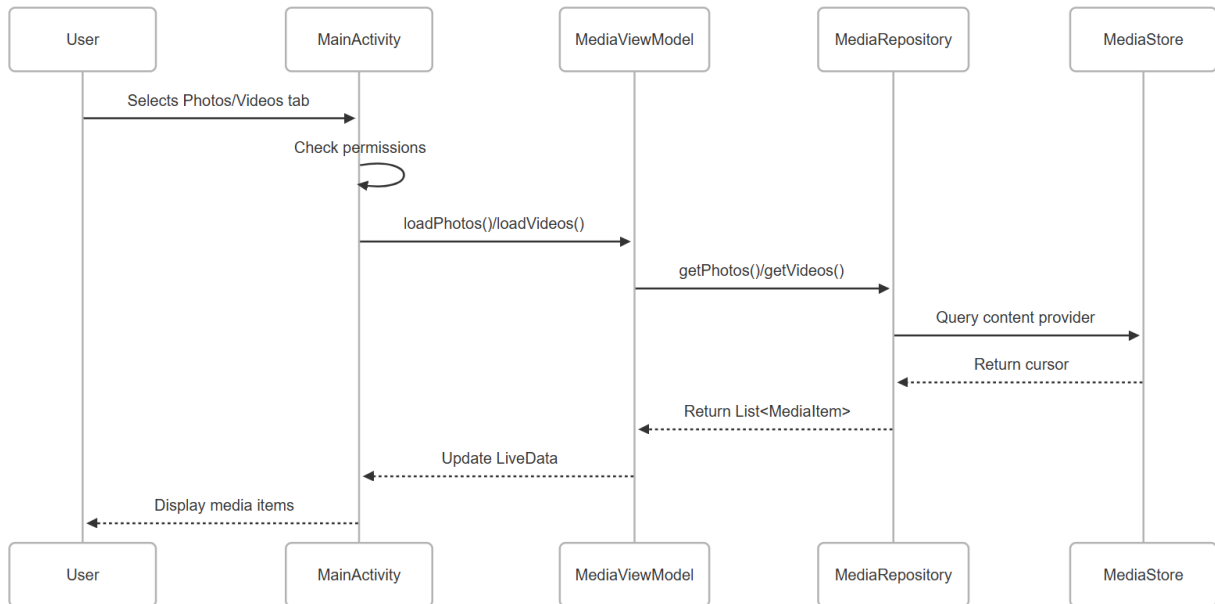 User
MainActivity
MediaViewModel
MediaRepository
MediaStore
Selects Photos/Videos tab
Check permissions
loadPhotos()/loadVideos()
getPhotos()/getVideos()
Query content provider
Return cursor
Return List<MediaItem>
Update LiveData
Display media items
User
MainActivity
MediaViewModel
MediaRepository
MediaStore